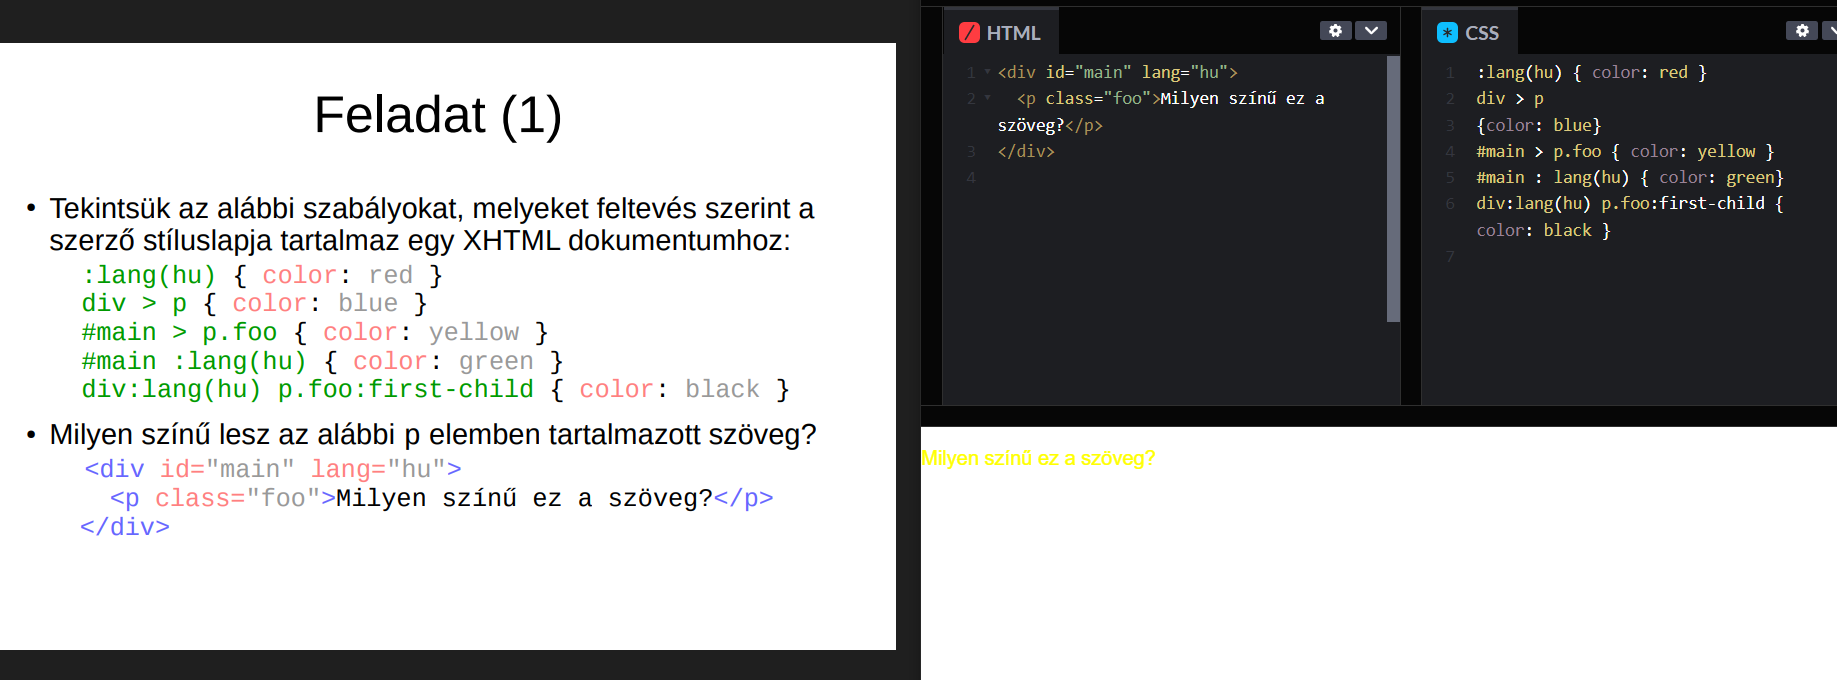 Feladat (1)
• Tekintsük az alábbi szabályokat, melyeket feltevés szerint a
szerző stíluslapja tartalmaz egy XHTML dokumentumhoz:
:lang(hu) { color: red }
div > p { color: blue }
#main > p.foo { color: yellow }
#main :lang(hu) { color: green }
div:lang(hu) p.foo:first-child { color: black }
• Milyen színű lesz az alábbi p elemben tartalmazott szöveg?
<div id="main" lang="hu">
<p class="foo">Milyen színű ez a szöveg?</p>
</div>
HTML
1 <div id="main" lang="hu">
2 <p class="foo">Milyen színű ez a
szöveg?</p>
3 </div>
4
CSS
1 :lang(hu) { color: red }
2 div > p
3 {color: blue}
4 #main > p.foo { color: yellow }
5 #main : lang(hu) { color: green}
6 div:lang(hu) p.foo:first-child {
color: black }
7
Milyen színű ez a szöveg?